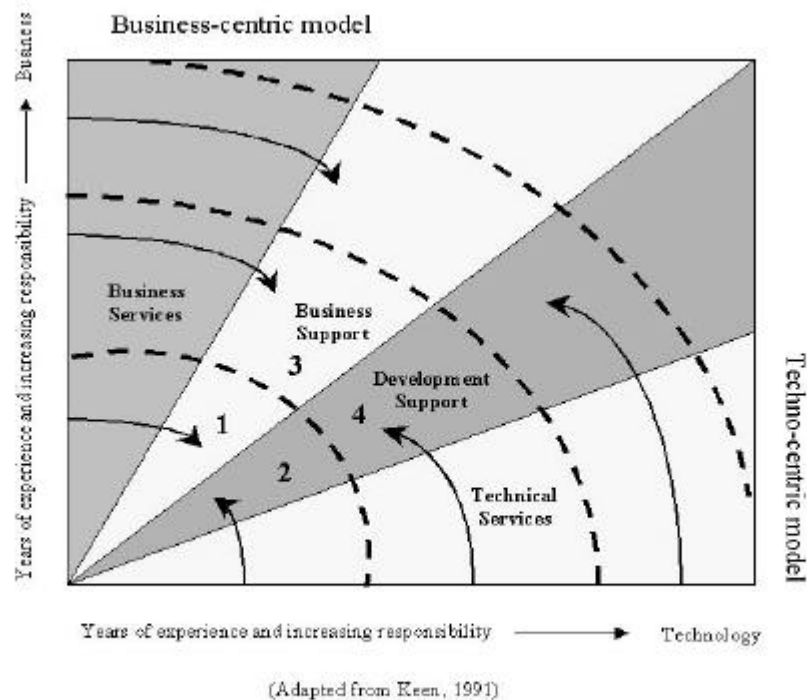 Business-centric model
Years of experience and increasing responsibility
Business
Business
Services
Business
Support
3
1
Development
Support
4
2
Technical
Services
Techno-centric model
Years of experience and increasing responsibility
Technology
(Adapted from Keen, 1991)